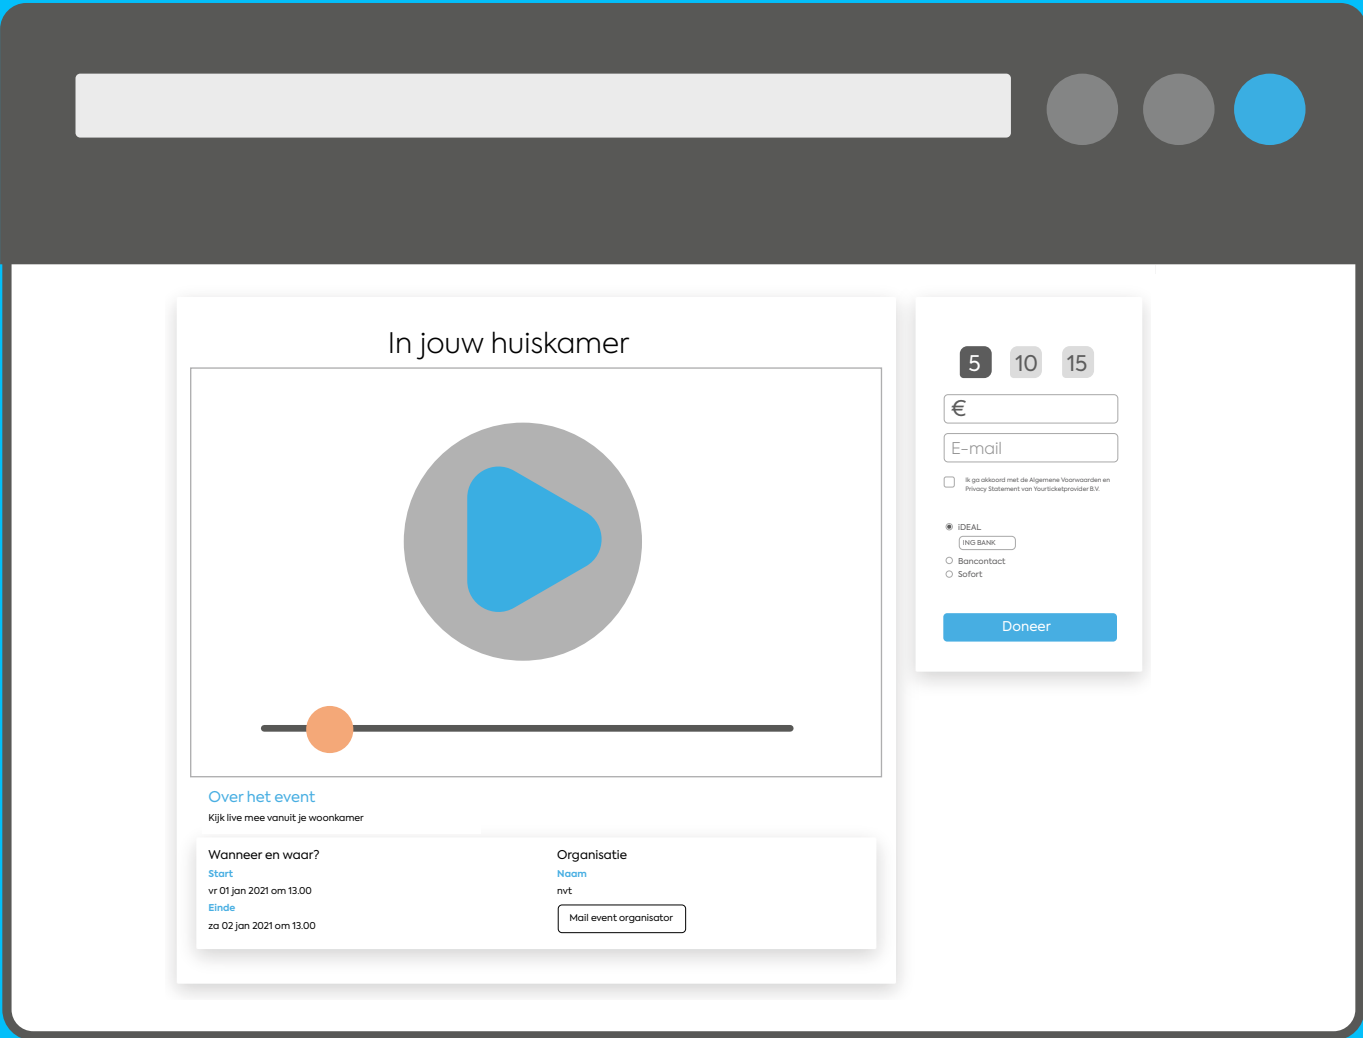 In jouw huiskamer
Over het event
Kijk live mee vanuit je woonkamer
Wanneer en waar?
Start
vr 01 jan 2021 om 13.00
Einde
za 02 jan 2021 om 13.00
Organisatie
Naam
nvt
Mail event organisator
5 10 15
€
E-mail
Ik ga akkoord met de Algemene Voorwaarden en
Privacy Statement van Yourticketprovider B.V.
iDEAL
ING BANK
Bancontact
Sofort
Doneer